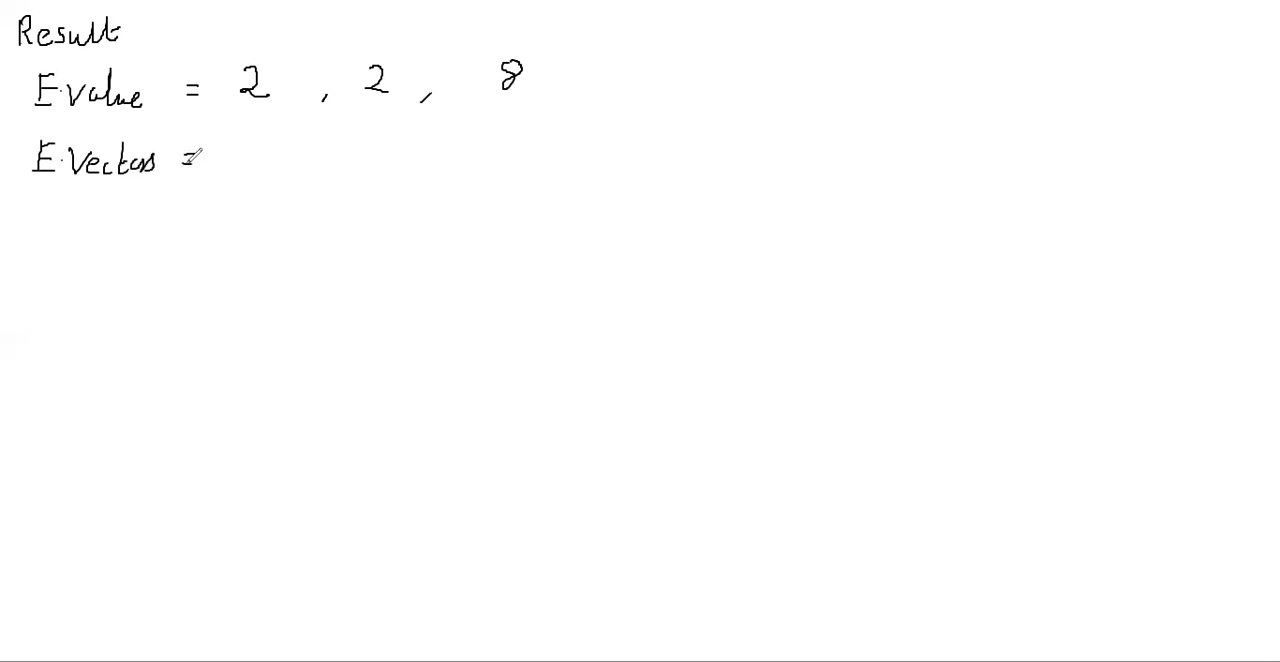 Result
E.value = 2 , 2 , 8
E.Vectors =